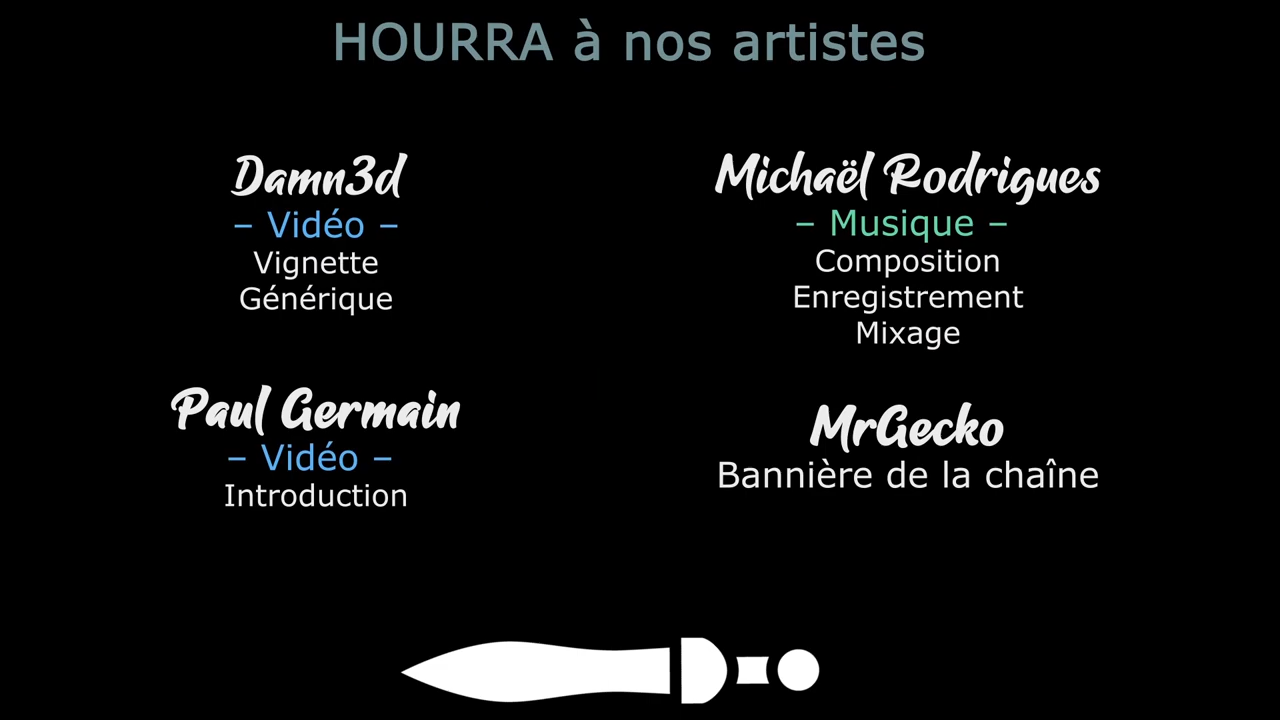 HOURRA à nos artistes
Damn3d
– Vidéo –
Vignette
Générique
Michaël Rodrigues
– Musique –
Composition
Enregistrement
Mixage
Paul Germain
– Vidéo –
Introduction
MrGecko
Bannière de la chaîne